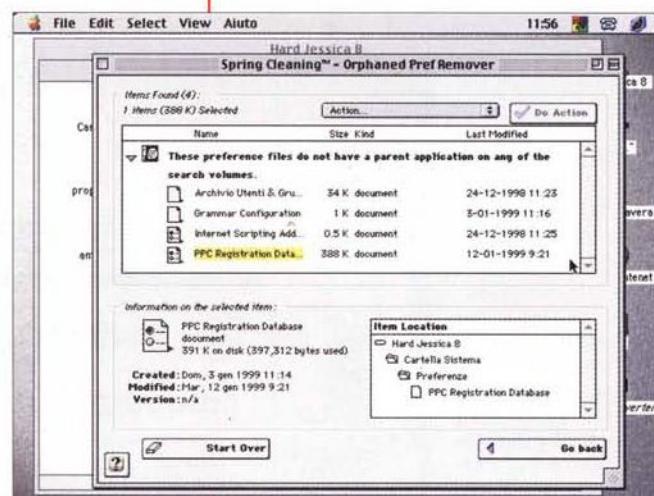 File Edit Select View Aiuto 11:56
Hard Jessica 8
Spring Cleaning™ - Orphaned Pref Remover
Items Found (4):
1 Items (388 K) Selected
Action...
Do Action
Name Size Kind Last Modified
These preference files do not have a parent application on any of the
search volumes.
Archivio Utenti & Gru... 34 K document 24-12-1998 11:23
Grammar Configuration 1 K document 3-01-1999 11:16
Internet Scripting Add... 0.5 K document 24-12-1998 11:25
PPC Registration Data... 388 K document 12-01-1999 9:21
Information on the selected item:
PPC Registration Database
document
391 K on disk (397,312 bytes used)
Created: Dom, 3 gen 1999 11:14
Modified: Mar, 12 gen 1999 9:21
Version: n/a
Item Location
Hard Jessica 8
Cartella Sistema
Preferenze
PPC Registration Database
Start Over
Go back
?
ca 8